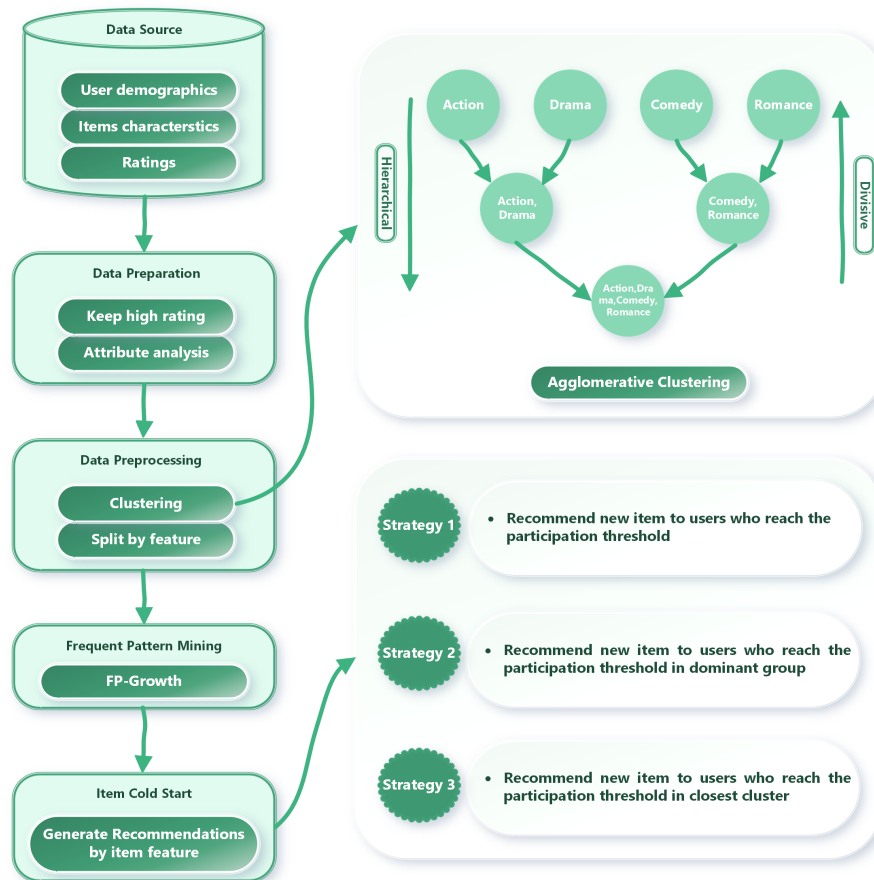 Data Source
User demographics
Items characterstics
Ratings
Data Preparation
Keep high rating
Attribute analysis
Data Preprocessing
Clustering
Split by feature
Frequent Pattern Mining
FP-Growth
Item Cold Start
Generate Recommendations
by item feature
Hierarchical
Action
Drama
Comedy
Romance
Action,
Drama
Comedy,
Romance
Action,Dra
ma,Comedy,
Romance
Divisive
Agglomerative Clustering
Strategy 1
• Recommend new item to users who reach the
participation threshold
Strategy 2
• Recommend new item to users who reach the
participation threshold in dominant group
Strategy 3
• Recommend new item to users who reach the
participation threshold in closest cluster